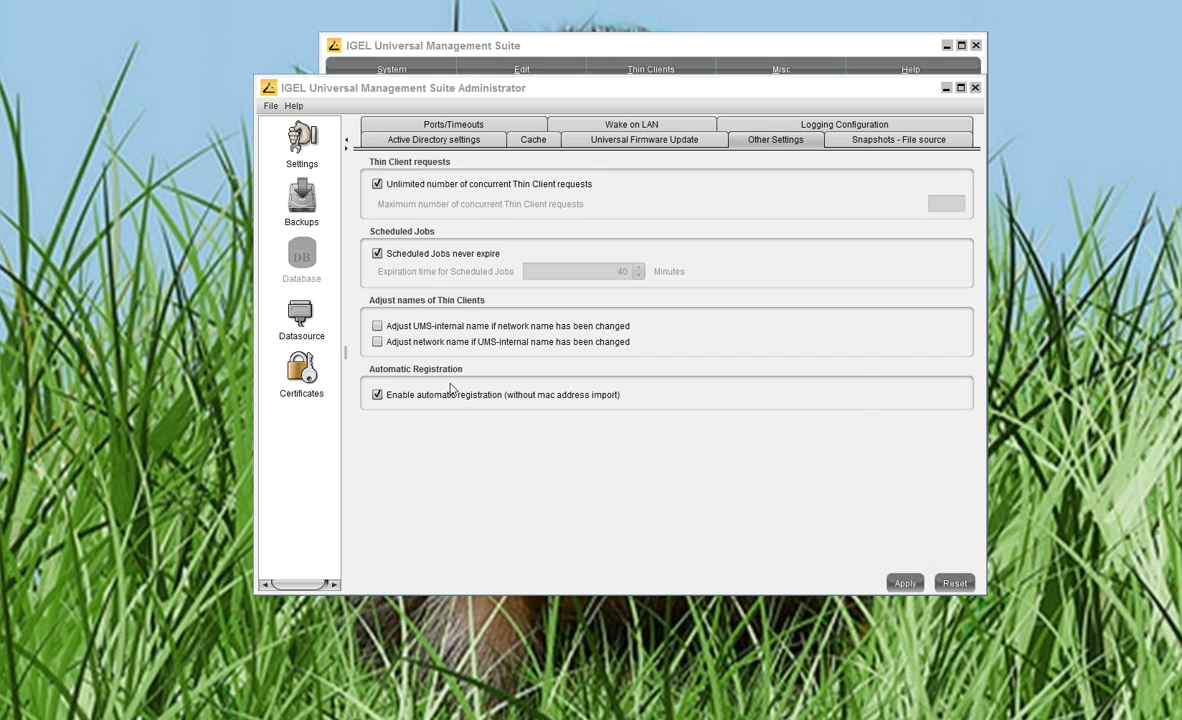 IGEL Universal Management Suite
System Edit Thin Clients Misc Help
IGEL Universal Management Suite Administrator
File Help
Settings
Backups
DB
Database
Datasource
Certificates
Ports/Timeouts Wake on LAN Logging Configuration
Active Directory settings Cache Universal Firmware Update Other Settings Snapshots - File source
Thin Client requests
Unlimited number of concurrent Thin Client requests
Maximum number of concurrent Thin Client requests
Scheduled Jobs
Scheduled Jobs never expire
Expiration time for Scheduled Jobs 40 Minutes
Adjust names of Thin Clients
Adjust UMS-internal name if network name has been changed
Adjust network name if UMS-internal name has been changed
Automatic Registration
Enable automatic registration (without mac address import)
Apply Reset